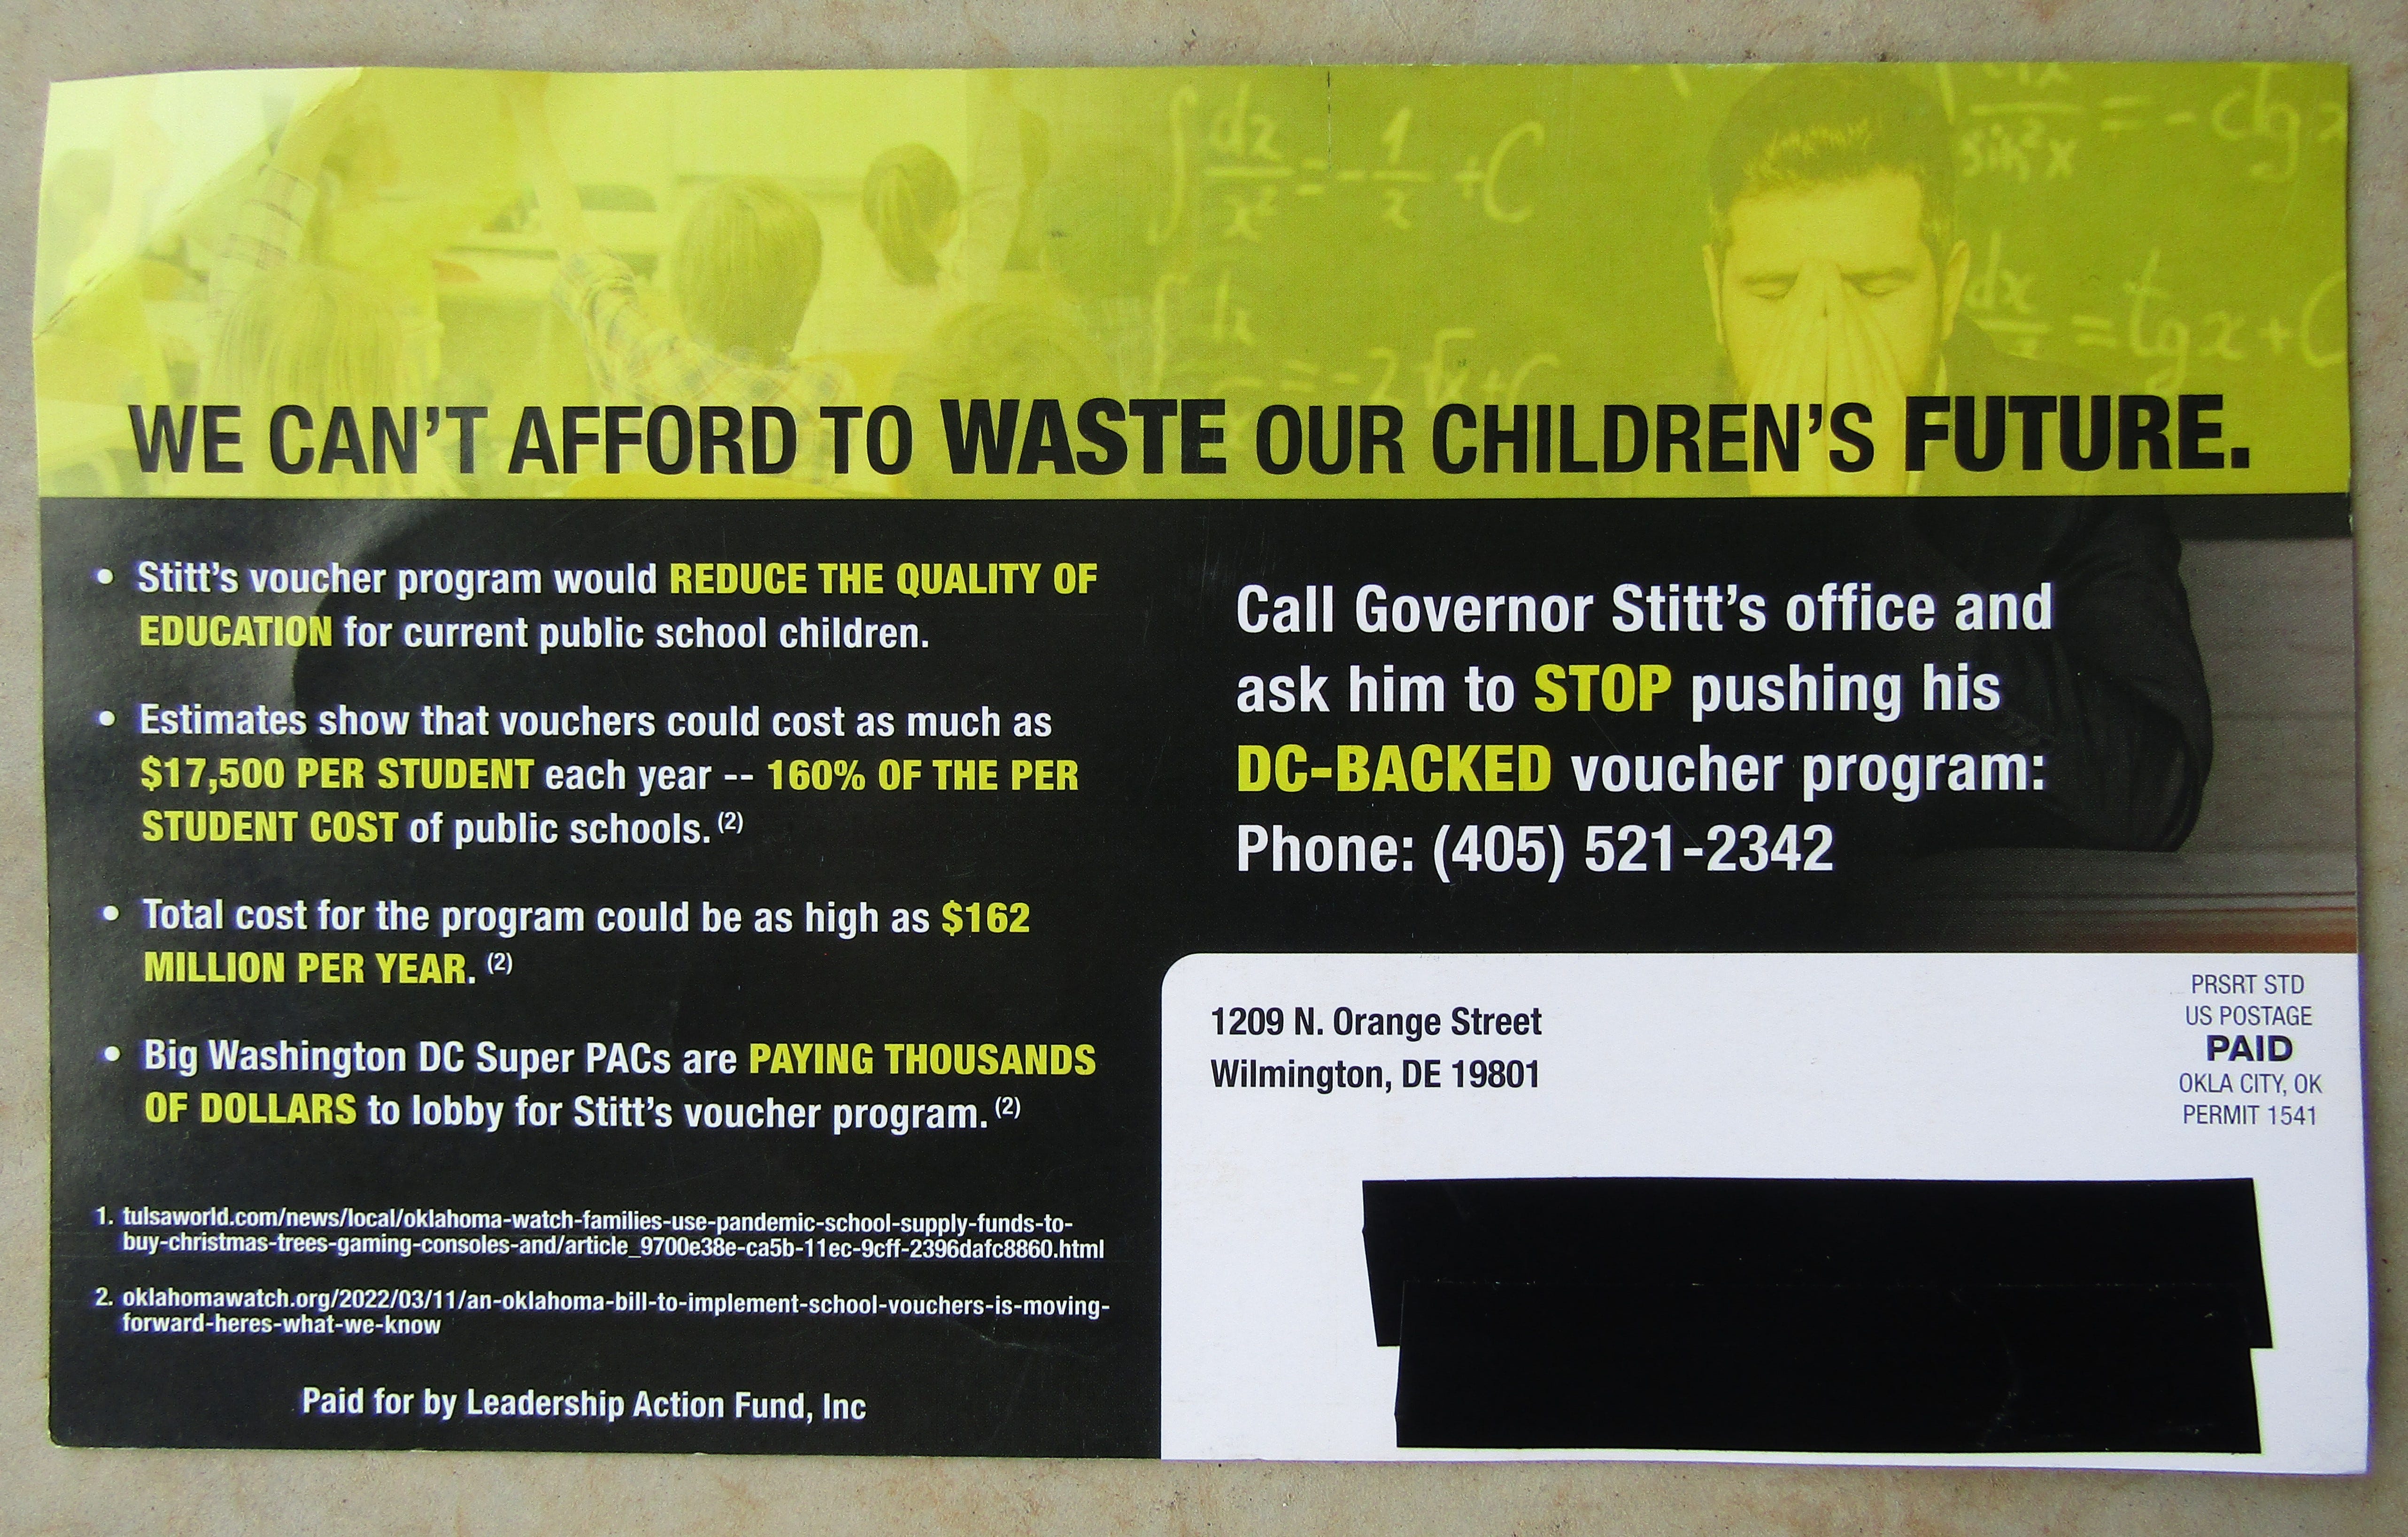 ∫ dz/x² = -1/x + C
sin²x = -ctg x
= -2√x + C
dx = tg x + C
WE CAN'T AFFORD TO WASTE OUR CHILDREN'S FUTURE.
• Stitt's voucher program would REDUCE THE QUALITY OF
EDUCATION for current public school children.
• Estimates show that vouchers could cost as much as
$17,500 PER STUDENT each year -- 160% OF THE PER
STUDENT COST of public schools. (2)
• Total cost for the program could be as high as $162
MILLION PER YEAR. (2)
• Big Washington DC Super PACs are PAYING THOUSANDS
OF DOLLARS to lobby for Stitt's voucher program. (2)
1. tulsaworld.com/news/local/oklahoma-watch-families-use-pandemic-school-supply-funds-to-
buy-christmas-trees-gaming-consoles-and/article_9700e38e-ca5b-11ec-9cff-2396dafc8860.html
2. oklahomawatch.org/2022/03/11/an-oklahoma-bill-to-implement-school-vouchers-is-moving-
forward-heres-what-we-know
Paid for by Leadership Action Fund, Inc
Call Governor Stitt's office and
ask him to STOP pushing his
DC-BACKED voucher program:
Phone: (405) 521-2342
1209 N. Orange Street
Wilmington, DE 19801
PRSRT STD
US POSTAGE
PAID
OKLA CITY, OK
PERMIT 1541